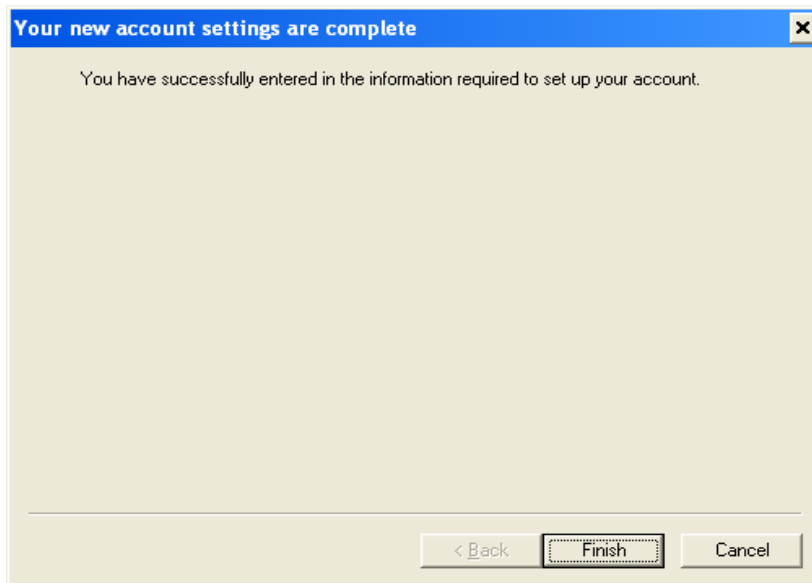 Your new account settings are complete
You have successfully entered in the information required to set up your account.
< Back
Finish
Cancel